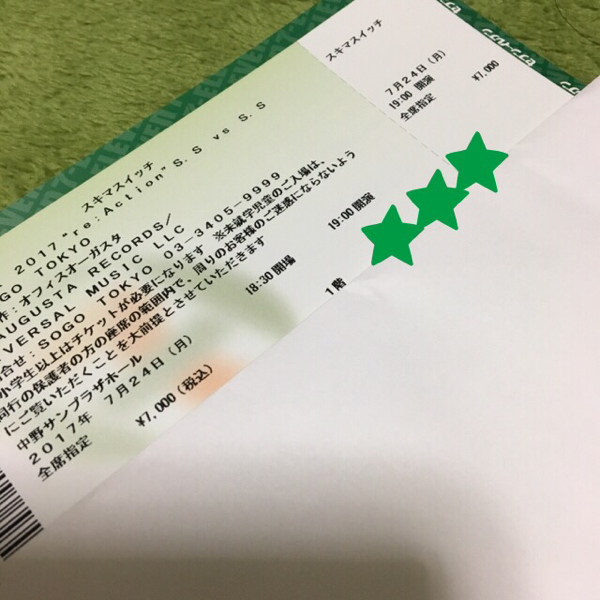 スキマスイッチ
2017 "re:Action" S.S vs S.S
SOGO TOKYO
作:オフィスオーガスタ
AUGUSTA RECORDS/
VERSAL MUSIC LLC
合せ:SOGO TOKYO 03-3405-9999
小学生以上はチケットが必要になります ※未就学児童のご入場は、
同行の保護者の方の座席の範囲内で、周りのお客様のご迷惑にならないよう
にご覧いただくことを大前提とさせていただきます
中野サンプラザホール
2017年 7月24日(月) 18:30 開場 19:00 開演
全席指定 ¥7,000(税込) 1階
スキマスイッチ
7月24日(月)
19:00 開演
全席指定 ¥7,000